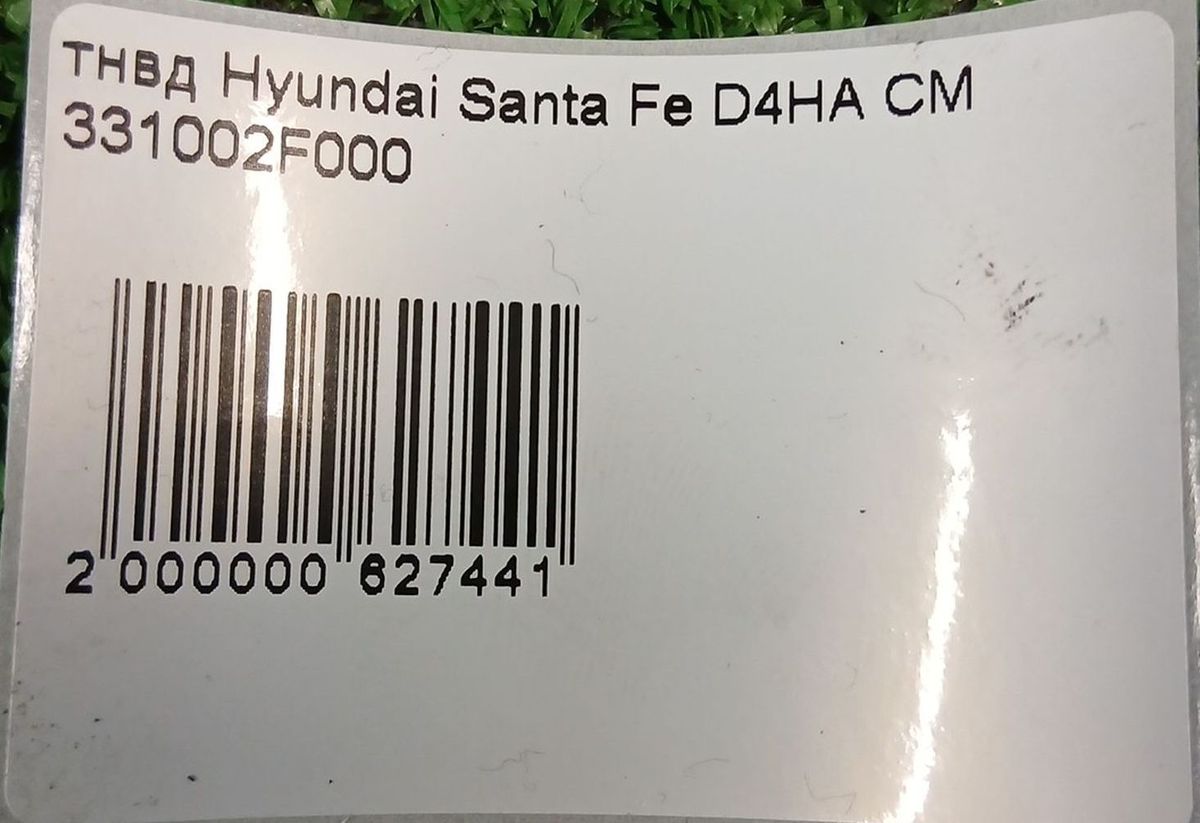 тнвд Hyundai Santa Fe D4HA CM
331002F000
2 000000 627441